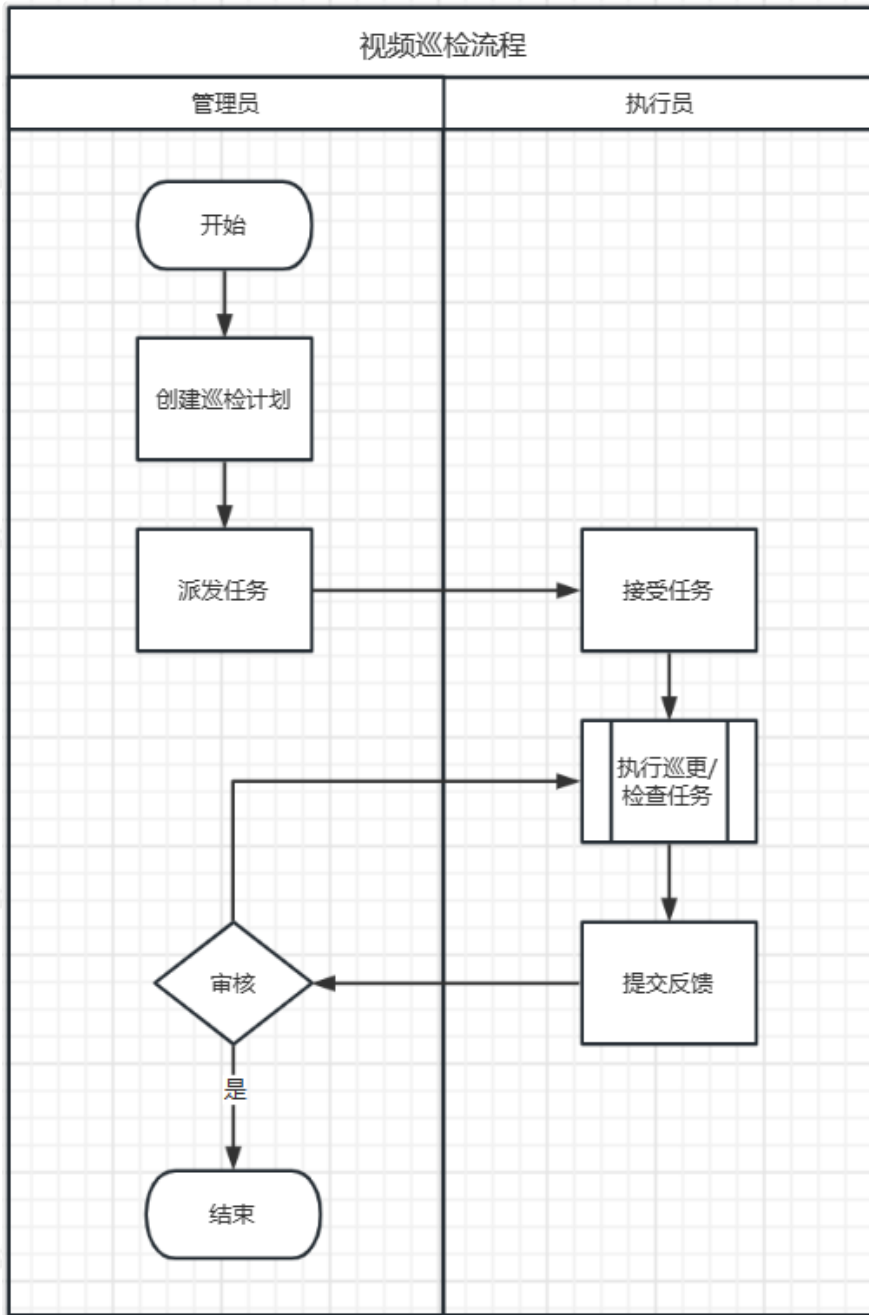 视频巡检流程
管理员
执行员
开始
创建巡检计划
派发任务
接受任务
执行巡更/
检查任务
审核
提交反馈
是
结束